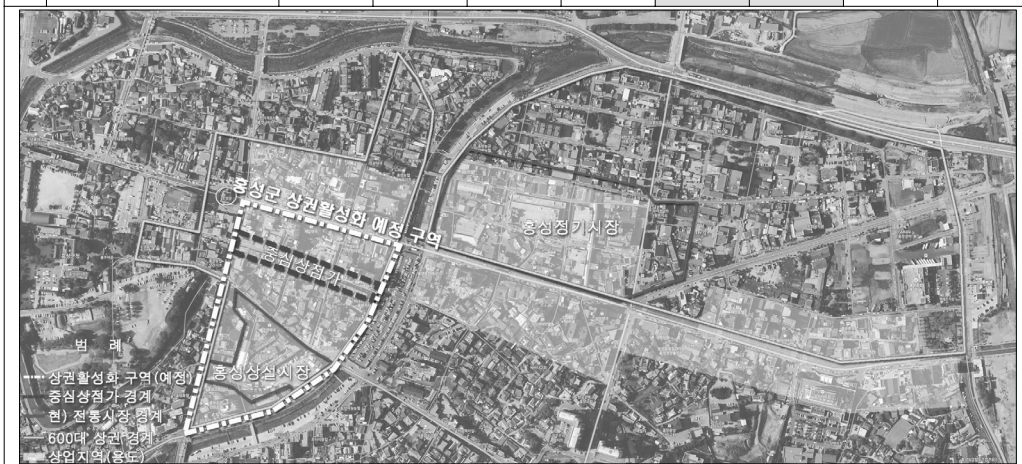 홍성군 상권활성화 예정 구역
홍성정기시장
중심상점가
홍성상설시장
범 례
상권활성화 구역(예정)
중심상점가 경계
현) 전통시장 경계
600대 상권 경계
상업지역(용도)